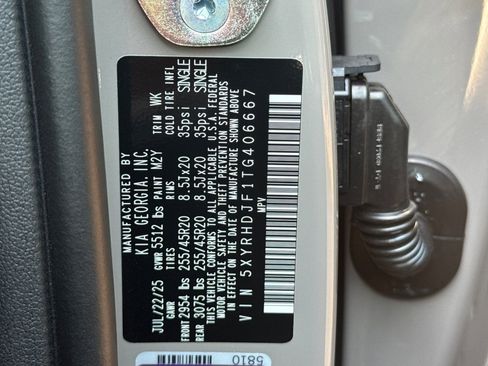 MANUFACTURED BY
KIA GEORGIA, INC.
JUL/22/25 GVWR 5512 lbs PAINT M2Y TRIM WK
GAWR TIRES RIMS COLD TIRE INFL
FRONT 2954 lbs 255/45R20 8.5Jx20 35psi SINGLE
REAR 3075 lbs 255/45R20 8.5Jx20 35psi SINGLE
THIS VEHICLE CONFORMS TO ALL APPLICABLE U.S.A. FEDERAL
MOTOR VEHICLE SAFETY AND THEFT PREVENTION STANDARDS
IN EFFECT ON THE DATE OF MANUFACTURE SHOWN ABOVE
VIN 5XYRHDJF1TG406667
MPV
5810